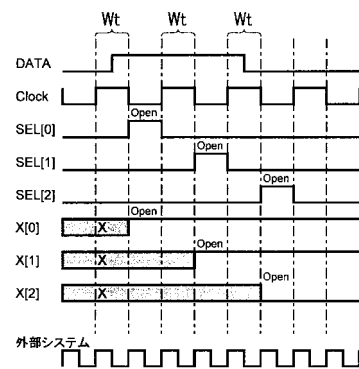 Wt Wt Wt
DATA
Clock
Open
SEL[0]
Open
SEL[1]
Open
SEL[2]
Open
X[0] X
Open
X[1] X
Open
X[2] X
外部システム